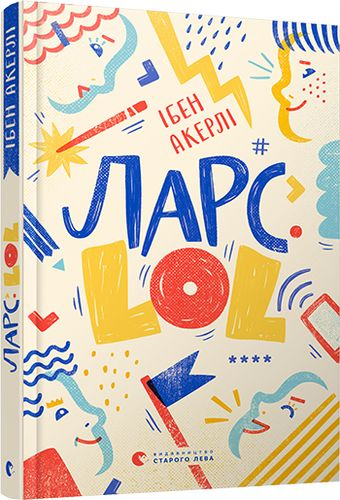 ІБЕН
АКЕРЛІ
#
ЛАРС.
LOL
****
ВИДАВНИЦТВО
СТАРОГО ЛЕВА
ІБЕН АКЕРЛІ
ЛАРС. LOL